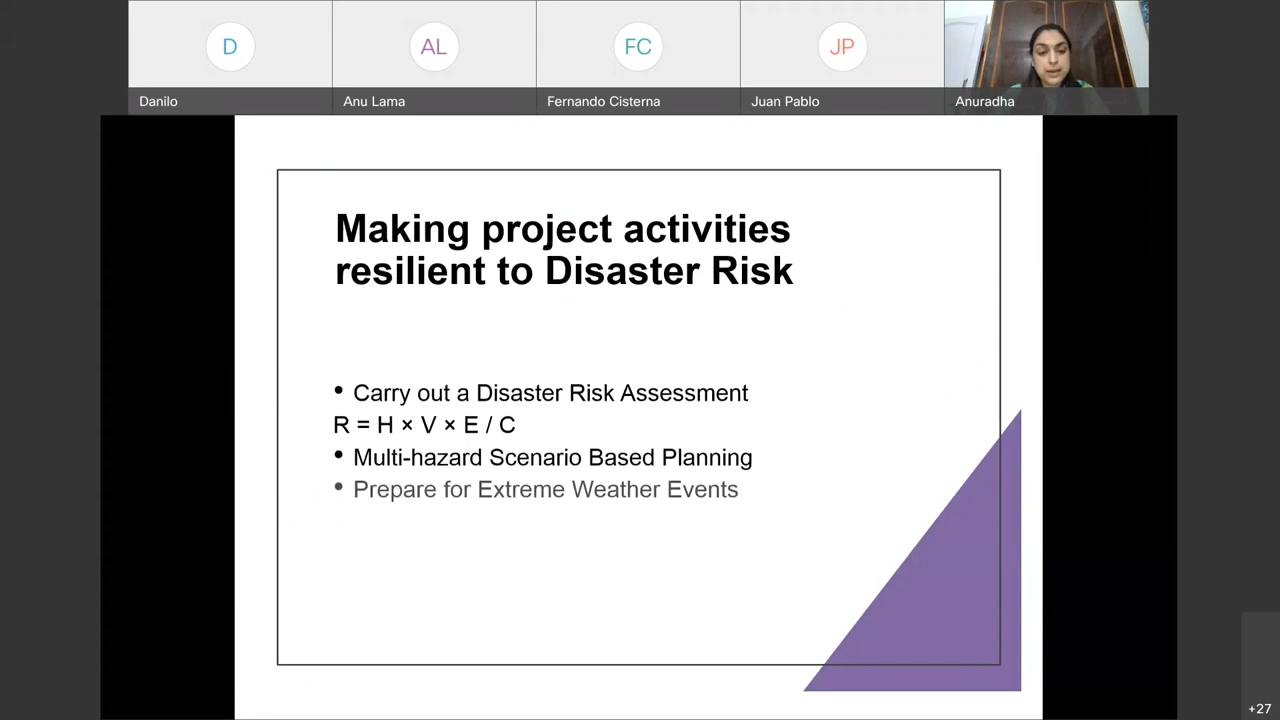 D
AL
FC
JP
Danilo
Anu Lama
Fernando Cisterna
Juan Pablo
Anuradha
Making project activities
resilient to Disaster Risk
• Carry out a Disaster Risk Assessment
R = H × V × E / C
• Multi-hazard Scenario Based Planning
• Prepare for Extreme Weather Events
+27